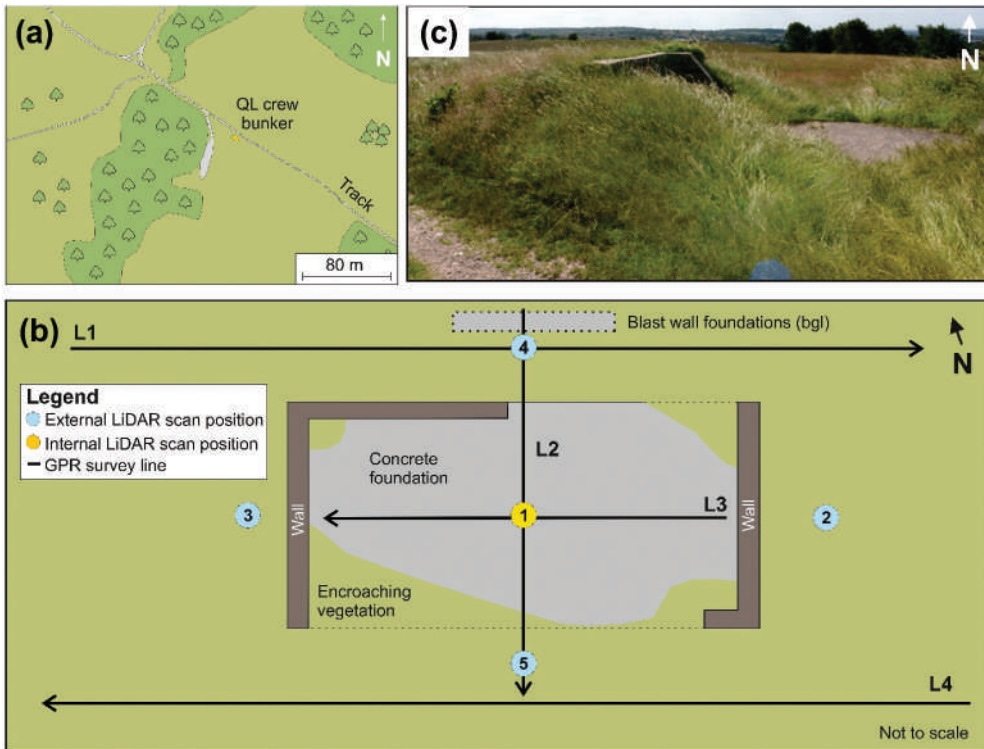 (a)
N
QL crew
bunker
Track
80 m
(c)
N
(b)
L1
4
Blast wall foundations (bgl)
N
Legend
External LiDAR scan position
Internal LiDAR scan position
GPR survey line
Concrete
foundation
L2
Wall
3
1
L3
Wall
2
Encroaching
vegetation
5
L4
Not to scale